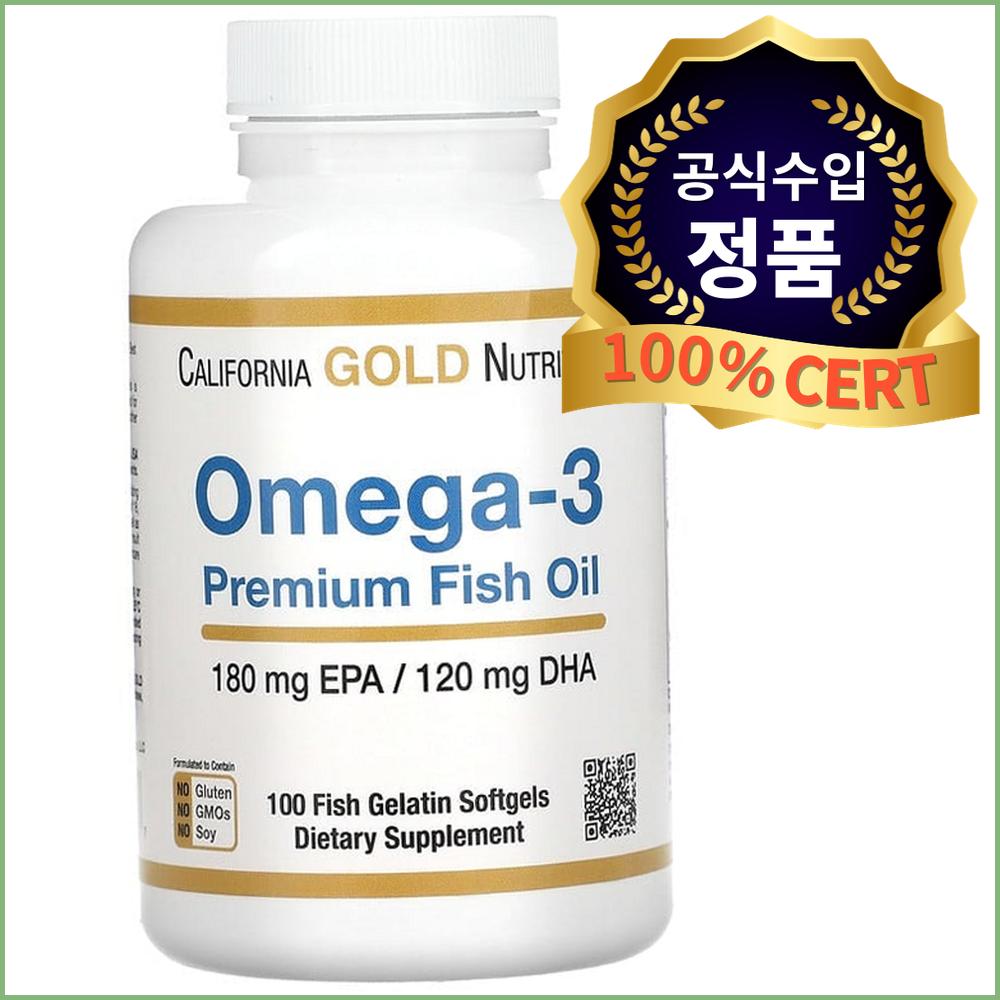 공식수입
정품
100% CERT
CALIFORNIA GOLD NUTRI
Omega-3
Premium Fish Oil
180 mg EPA / 120 mg DHA
Formulated to Contain
NO Gluten
NO GMOs
NO Soy
100 Fish Gelatin Softgels
Dietary Supplement